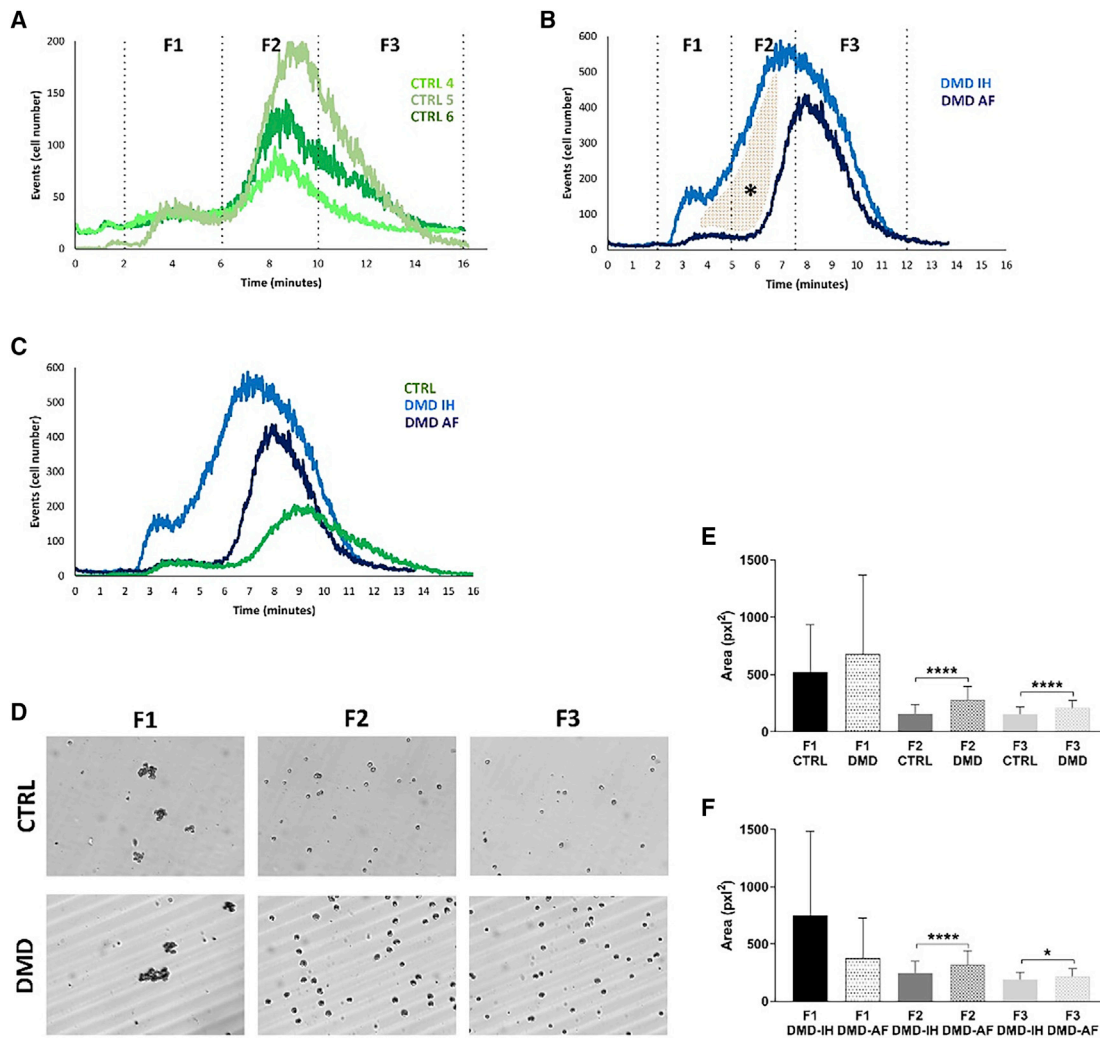 A
F1 F2 F3
200
150
100
50
0
Events (cell number)
CTRL 4
CTRL 5
CTRL 6
0 2 4 6 8 10 12 14 16
Time (minutes)
B
F1 F2 F3
600
500
400
300
200
100
0
Events (cell number)
DMD IH
DMD AF
*
0 1 2 3 4 5 6 7 8 9 10 11 12 13 14 15 16
Time (minutes)
C
600
500
400
300
200
100
0
Events (cell number)
CTRL
DMD IH
DMD AF
0 1 2 3 4 5 6 7 8 9 10 11 12 13 14 15 16
Time (minutes)
D
F1 F2 F3
CTRL
DMD
E
1500
1000
500
0
Area (pxl²)
**** ****
F1 F1 F2 F2 F3 F3
CTRL DMD CTRL DMD CTRL DMD
F
1500
1000
500
0
Area (pxl²)
**** *
F1 F1 F2 F2 F3 F3
DMD-IH DMD-AF DMD-IH DMD-AF DMD-IH DMD-AF